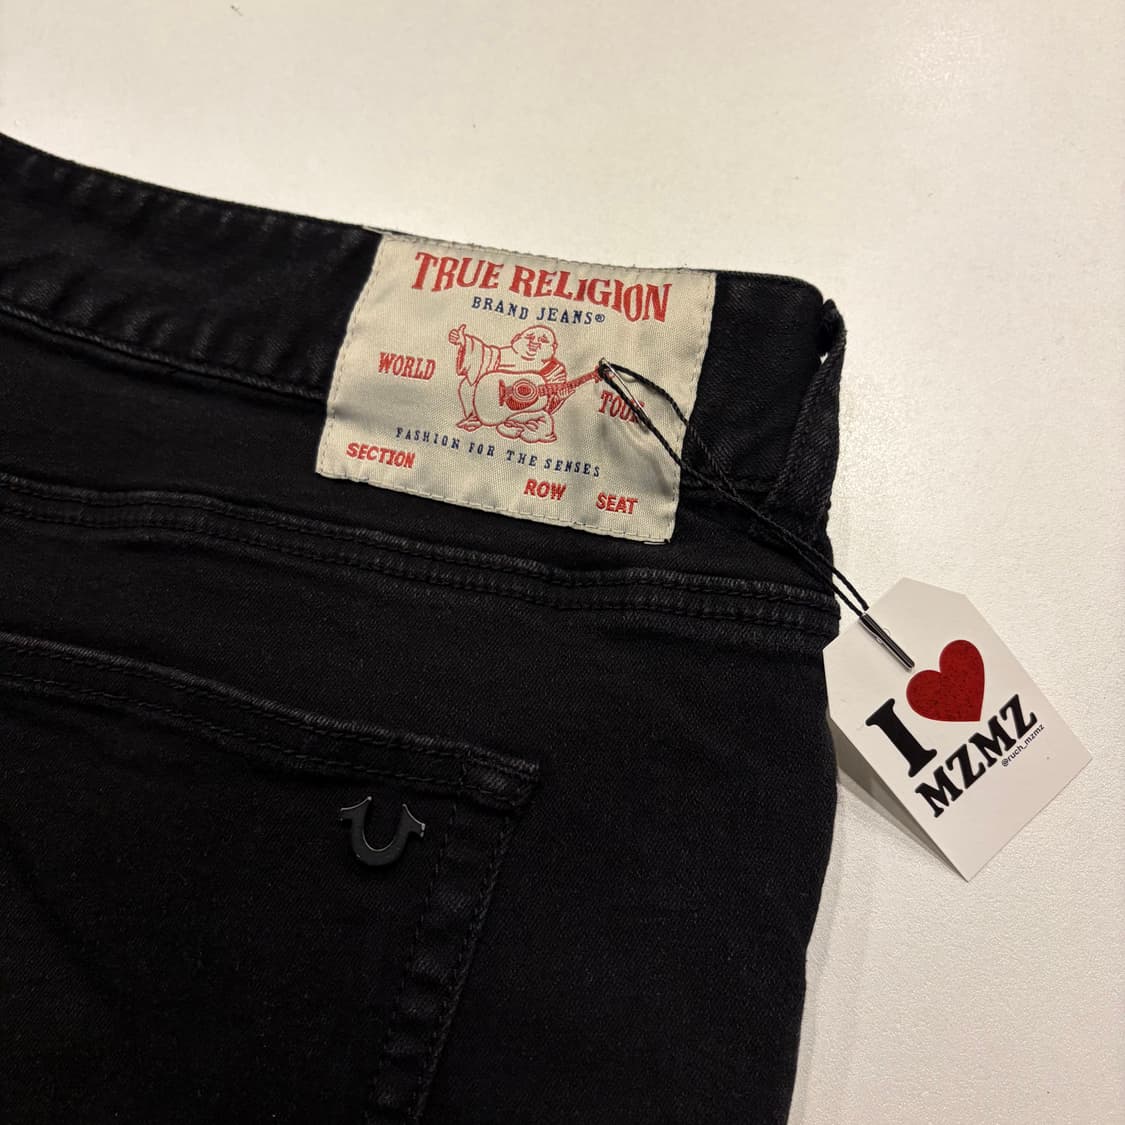 TRUE RELIGION
BRAND JEANS®
WORLD TOUR
FASHION FOR THE SENSES
SECTION ROW SEAT
I ❤
MZMZ
@ruch_mzmz